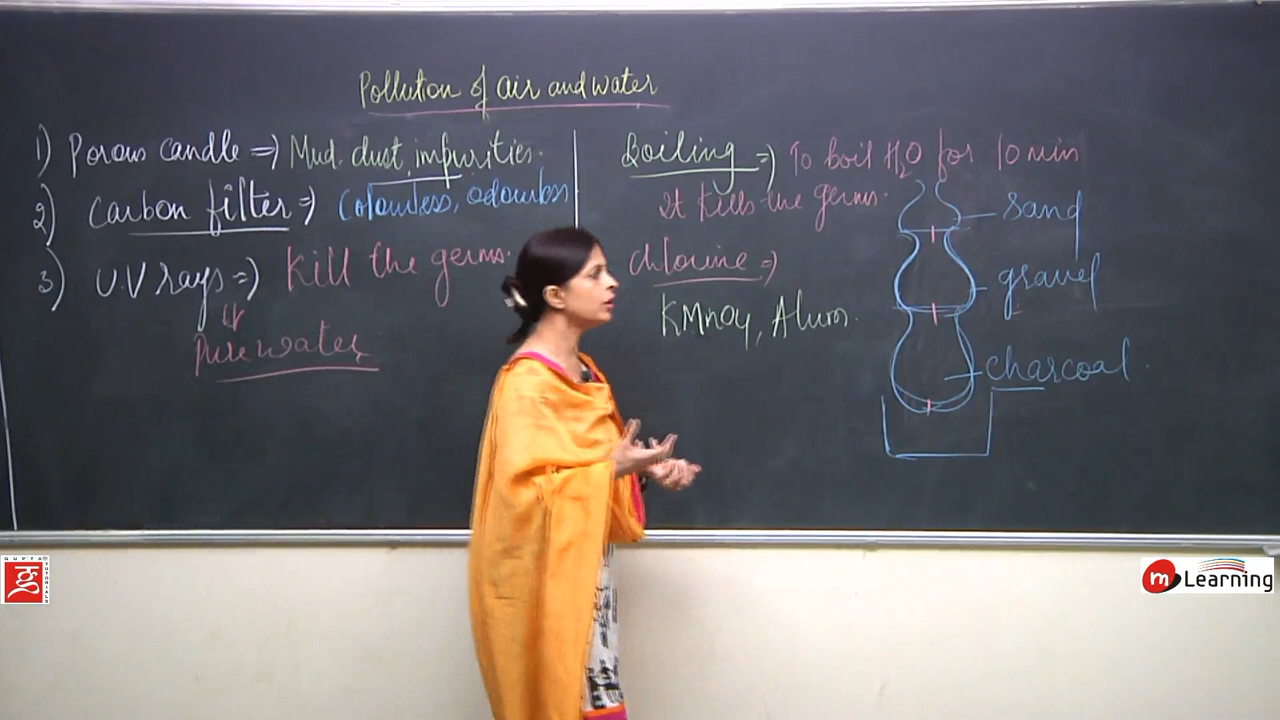 Pollution of air and water
1) Porous candle => Mud. dust, impurities.
2) Carbon filter => Colourless, odourless
3) U.V rays => Kill the germs.
Pure water
Boiling => To boil H2O for 10 min
It kills the germs.
Chlorine =>
KMnO4, Alum.
sand
gravel
charcoal
GUPTA® TUTORIALS
m Learning